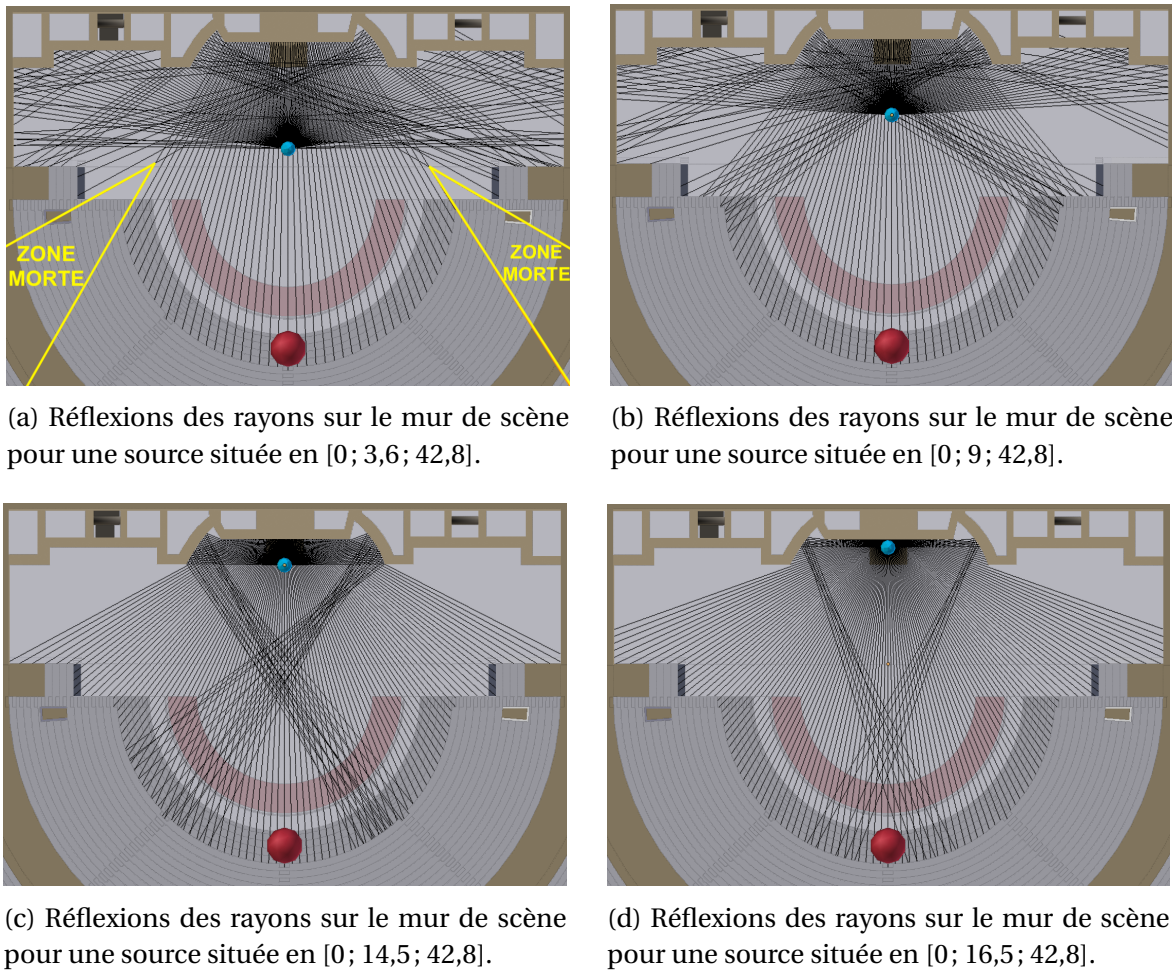 ZONE
MORTE
ZONE
MORTE
(a) Réflexions des rayons sur le mur de scène
pour une source située en [0 ; 3,6 ; 42,8].
(b) Réflexions des rayons sur le mur de scène
pour une source située en [0 ; 9 ; 42,8].
(c) Réflexions des rayons sur le mur de scène
pour une source située en [0 ; 14,5 ; 42,8].
(d) Réflexions des rayons sur le mur de scène
pour une source située en [0 ; 16,5 ; 42,8].